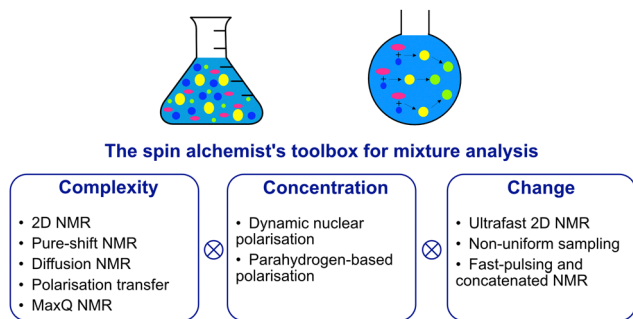 The spin alchemist's toolbox for mixture analysis
Complexity
• 2D NMR
• Pure-shift NMR
• Diffusion NMR
• Polarisation transfer
• MaxQ NMR
Concentration
• Dynamic nuclear
polarisation
• Parahydrogen-based
polarisation
Change
• Ultrafast 2D NMR
• Non-uniform sampling
• Fast-pulsing and
concatenated NMR